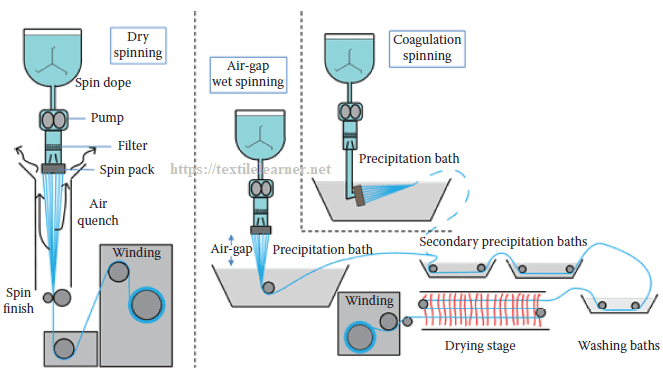 Dry
spinning
Spin dope
Pump
Filter
Spin pack
Air
quench
Winding
Spin
finish
Air-gap
wet spinning
Coagulation
spinning
https://textilelearner.net
Precipitation bath
Air-gap
Precipitation bath
Secondary precipitation baths
Winding
Drying stage
Washing baths